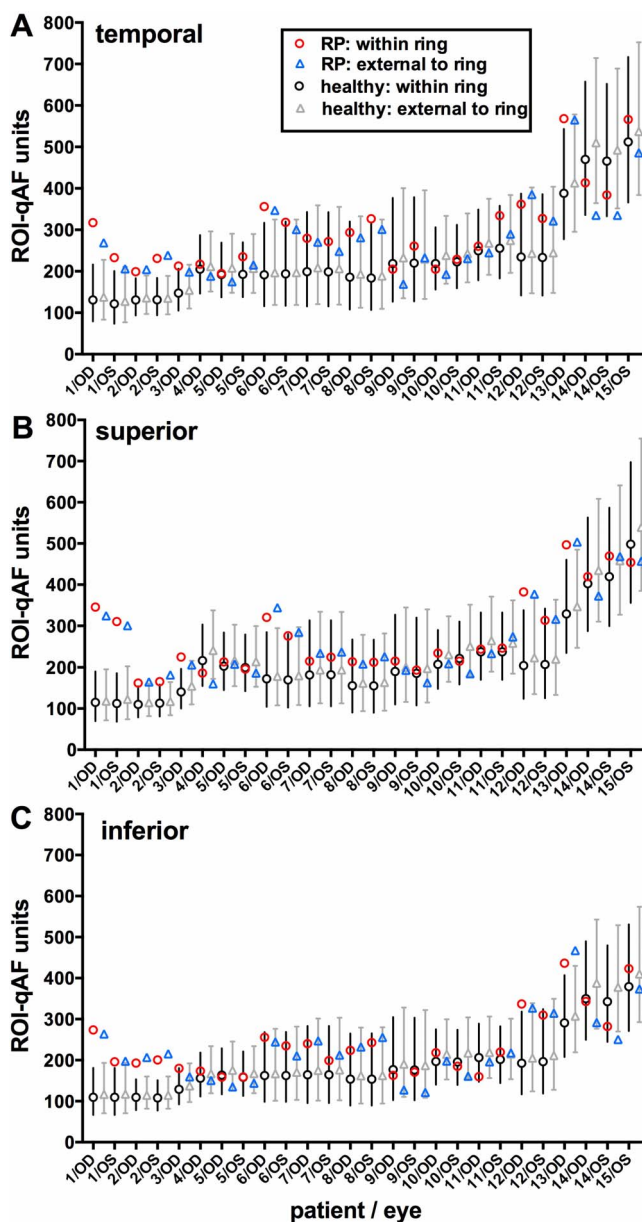 A
temporal
RP: within ring
RP: external to ring
healthy: within ring
healthy: external to ring
ROI-qAF units
800
700
600
500
400
300
200
100
0
1/OD 1/OS 2/OD 2/OS 3/OD 4/OD 5/OD 5/OS 6/OD 6/OS 7/OD 7/OS 8/OD 8/OS 9/OD 9/OS 10/OD 10/OS 11/OD 11/OS 12/OD 12/OS 13/OD 14/OD 14/OS 15/OS
B
superior
ROI-qAF units
800
700
600
500
400
300
200
100
0
1/OD 1/OS 2/OD 2/OS 3/OD 4/OD 5/OD 5/OS 6/OD 6/OS 7/OD 7/OS 8/OD 8/OS 9/OD 9/OS 10/OD 10/OS 11/OD 11/OS 12/OD 12/OS 13/OD 14/OD 14/OS 15/OS
C
inferior
ROI-qAF units
800
700
600
500
400
300
200
100
0
1/OD 1/OS 2/OD 2/OS 3/OD 4/OD 5/OD 5/OS 6/OD 6/OS 7/OD 7/OS 8/OD 8/OS 9/OD 9/OS 10/OD 10/OS 11/OD 11/OS 12/OD 12/OS 13/OD 14/OD 14/OS 15/OS
patient / eye